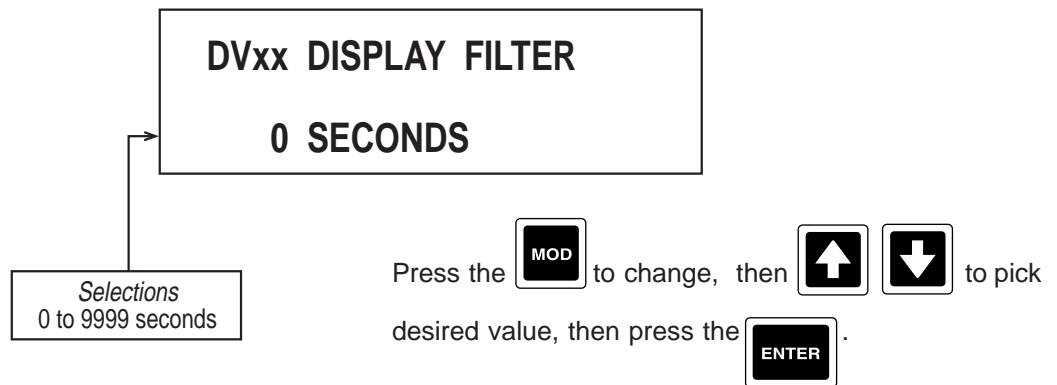 DVxx DISPLAY FILTER
0 SECONDS
Selections
0 to 9999 seconds
Press the MOD to change, then to pick
desired value, then press the ENTER .